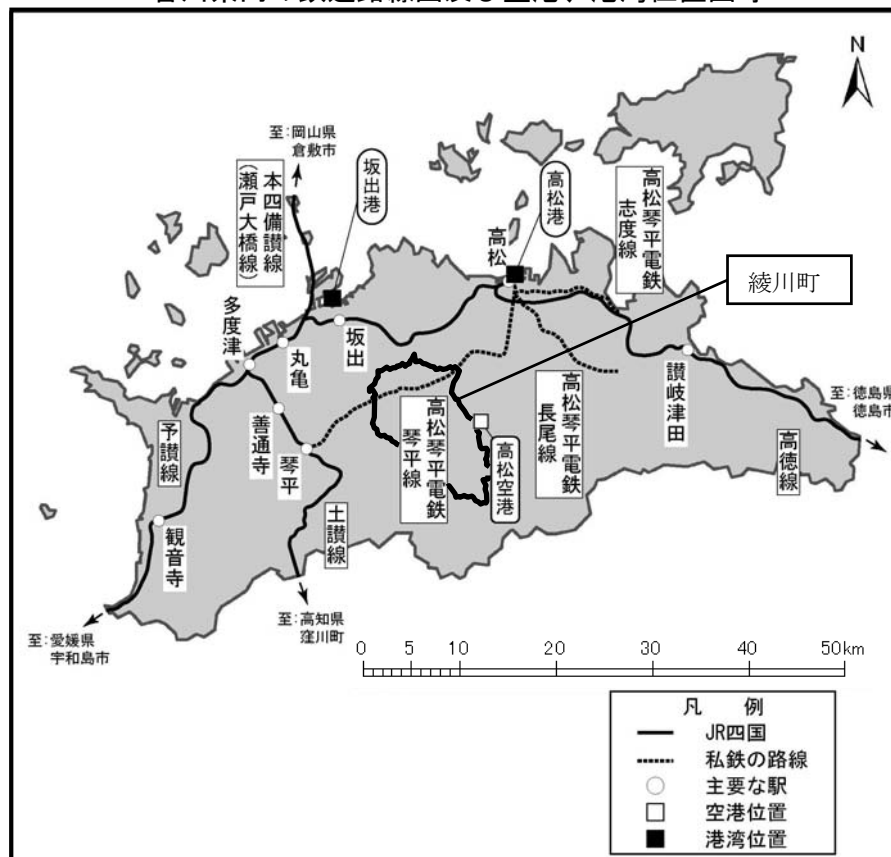 N
至:岡山県
倉敷市
本四備讃線
(瀬戸大橋線)
坂出港
高松港
高松
高松琴平電鉄
志度線
綾川町
多度津
丸亀
坂出
讃岐津田
至:徳島県
徳島市
予讃線
善通寺
琴平
高松琴平電鉄
琴平線
高松空港
高松琴平電鉄
長尾線
高徳線
観音寺
土讃線
至:愛媛県
宇和島市
至:高知県
窪川町
0 10 20 30 40 50km
凡 例
JR四国
私鉄の路線
主要な駅
空港位置
港湾位置